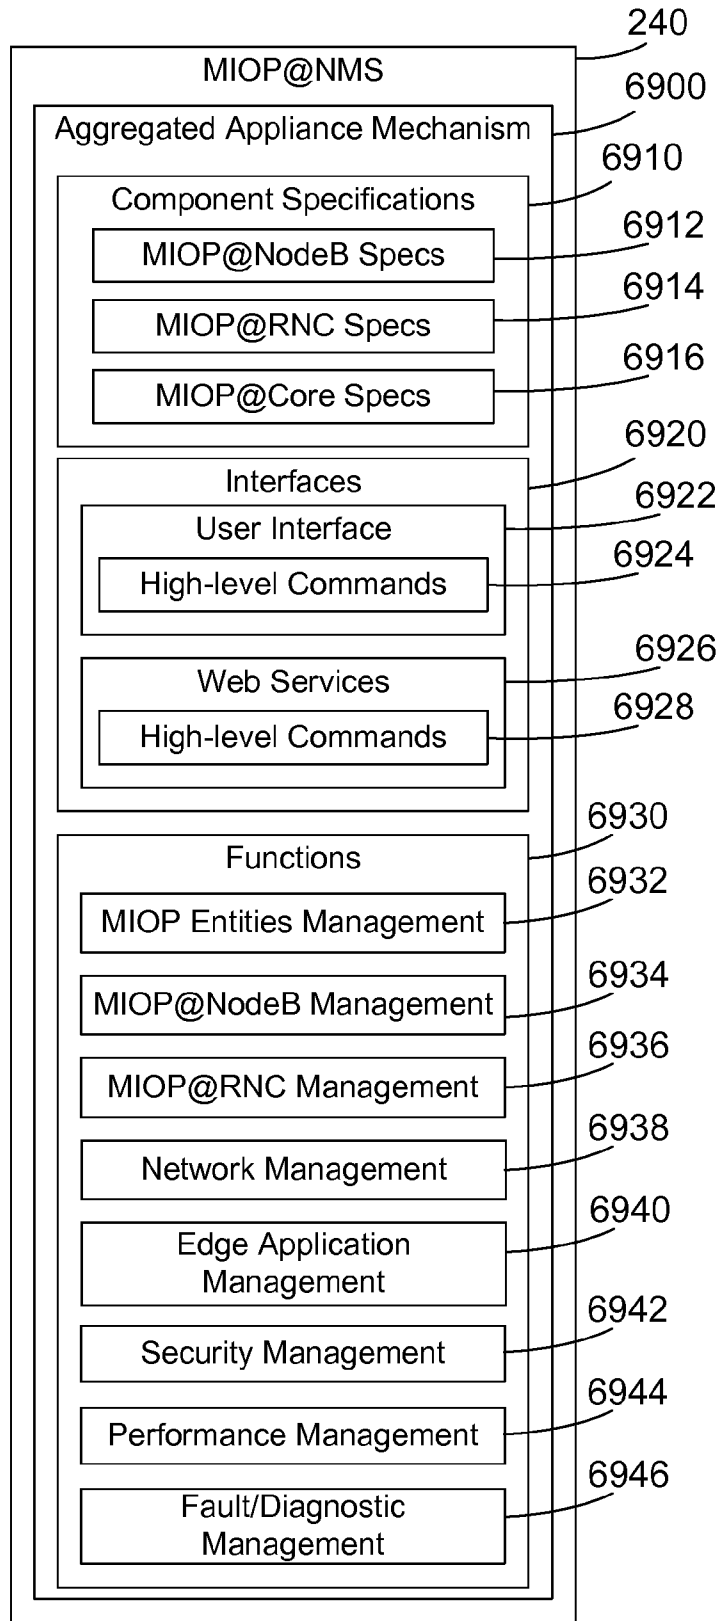 240
MIOP@NMS
6900
Aggregated Appliance Mechanism
6910
Component Specifications
6912
MIOP@NodeB Specs
6914
MIOP@RNC Specs
6916
MIOP@Core Specs
6920
Interfaces
6922
User Interface
6924
High-level Commands
6926
Web Services
6928
High-level Commands
6930
Functions
6932
MIOP Entities Management
6934
MIOP@NodeB Management
6936
MIOP@RNC Management
6938
Network Management
6940
Edge Application
Management
6942
Security Management
6944
Performance Management
6946
Fault/Diagnostic
Management